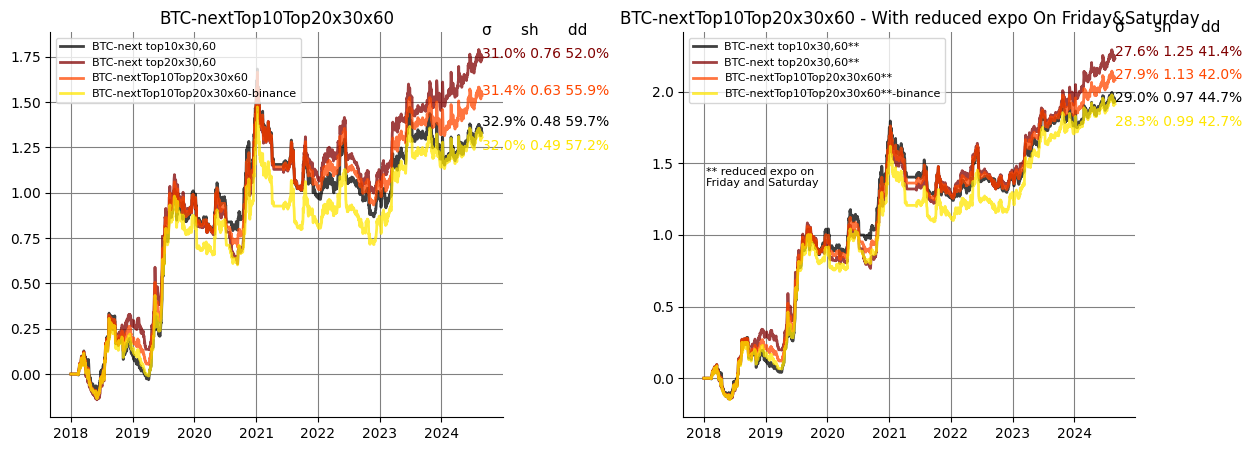 BTC-nextTop10Top20x30x60
σ sh dd
BTC-next top10x30,60
BTC-next top20x30,60
BTC-nextTop10Top20x30x60
BTC-nextTop10Top20x30x60-binance
31.0% 0.76 52.0%
31.4% 0.63 55.9%
32.9% 0.48 59.7%
32.0% 0.49 57.2%
1.75
1.50
1.25
1.00
0.75
0.50
0.25
0.00
2018 2019 2020 2021 2022 2023 2024
BTC-nextTop10Top20x30x60 - With reduced expo On Friday&Saturday
σ sh dd
BTC-next top10x30,60**
BTC-next top20x30,60**
BTC-nextTop10Top20x30x60**
BTC-nextTop10Top20x30x60**-binance
27.6% 1.25 41.4%
27.9% 1.13 42.0%
29.0% 0.97 44.7%
28.3% 0.99 42.7%
** reduced expo on
Friday and Saturday
2.0
1.5
1.0
0.5
0.0
2018 2019 2020 2021 2022 2023 2024